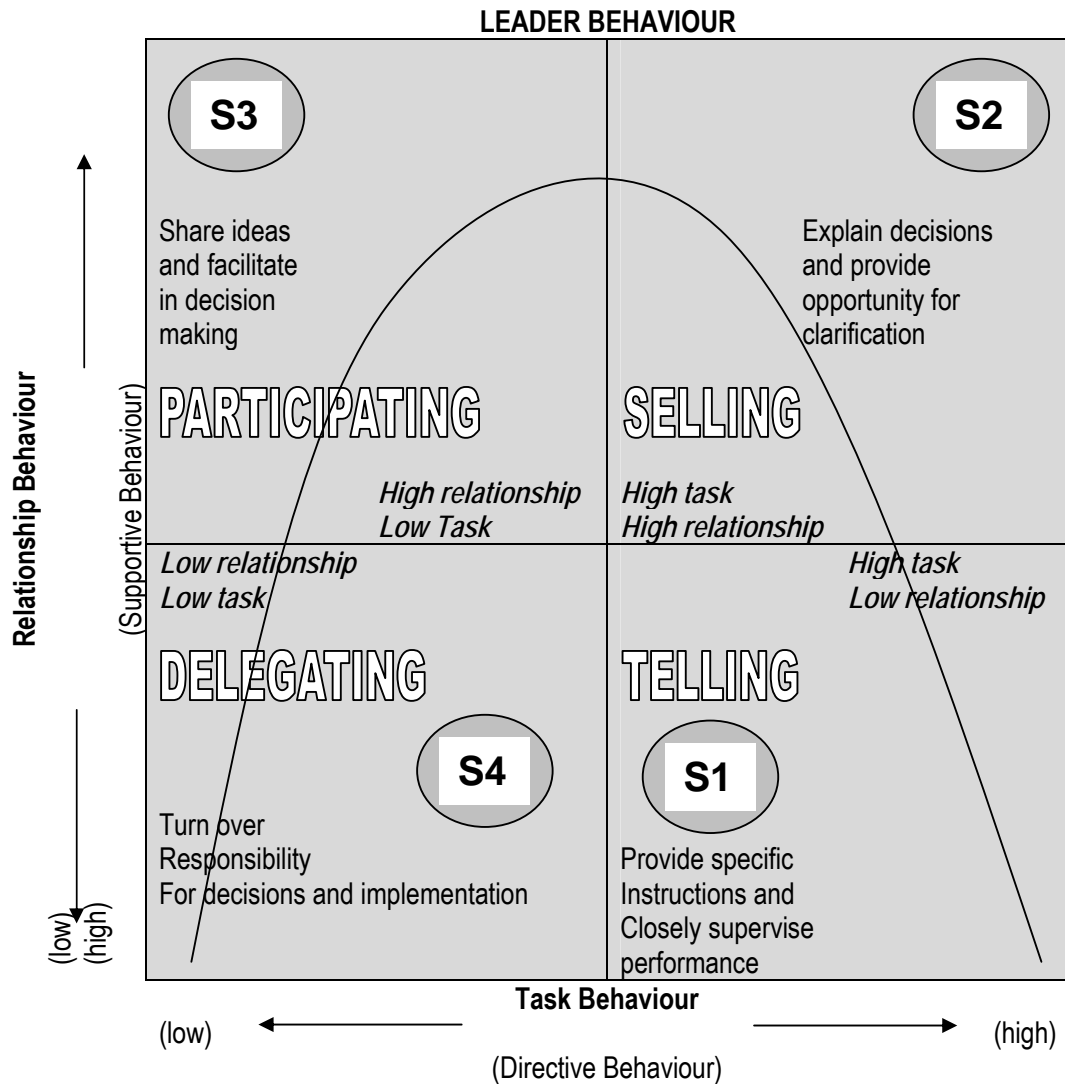 LEADER BEHAVIOUR
S3
S2
Share ideas
and facilitate
in decision
making
Explain decisions
and provide
opportunity for
clarification
PARTICIPATING
SELLING
High relationship
Low Task
High task
High relationship
Relationship Behaviour
(Supportive Behaviour)
Low relationship
Low task
High task
Low relationship
DELEGATING
TELLING
S4
S1
Turn over
Responsibility
For decisions and implementation
Provide specific
Instructions and
Closely supervise
performance
(low)
(high)
Task Behaviour
(low)
(high)
(Directive Behaviour)